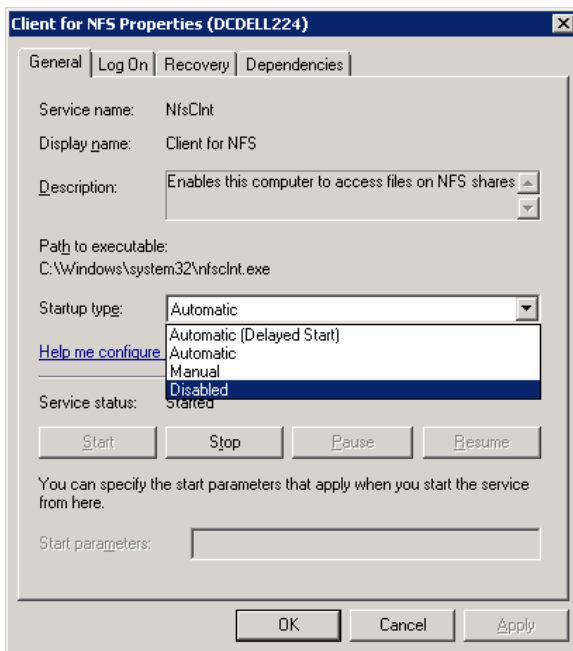 Client for NFS Properties (DCDELL224)
General Log On Recovery Dependencies
Service name: NfsClnt
Display name: Client for NFS
Description: Enables this computer to access files on NFS shares
Path to executable:
C:\Windows\system32\nfsclnt.exe
Startup type: Automatic
Automatic (Delayed Start)
Help me configure Automatic
Manual
Disabled
Service status: Started
Start Stop Pause Resume
You can specify the start parameters that apply when you start the service
from here.
Start parameters:
OK Cancel Apply